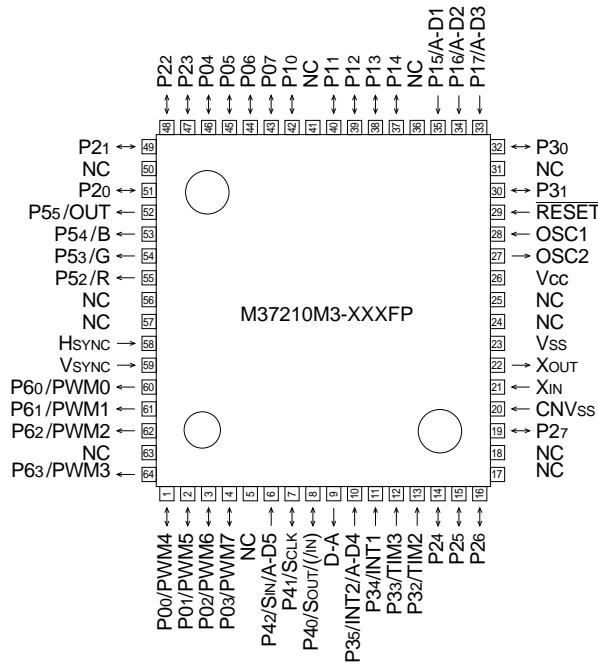 P22
P23
P04
P05
P06
P07
P10
NC
P11
P12
P13
P14
NC
P15/A-D1
P16/A-D2
P17/A-D3
48 47 46 45 44 43 42 41 40 39 38 37 36 35 34 33
P21 49
NC 50
P20 51
P55/OUT 52
P54/B 53
P53/G 54
P52/R 55
NC 56
NC 57
HSYNC 58
VSYNC 59
P60/PWM0 60
P61/PWM1 61
P62/PWM2 62
NC 63
P63/PWM3 64
M37210M3-XXXFP
32 P30
31 NC
30 P31
29 RESET
28 OSC1
27 OSC2
26 VCC
25 NC
24 NC
23 VSS
22 XOUT
21 XIN
20 CNVSS
19 P27
18 NC
17 NC
1 2 3 4 5 6 7 8 9 10 11 12 13 14 15 16
P00/PWM4
P01/PWM5
P02/PWM6
P03/PWM7
NC
P42/SIN/A-D5
P41/SCLK
P40/SOUT/(/IN)
D-A
P35/INT2/A-D4
P34/INT1
P33/TIM3
P32/TIM2
P24
P25
P26